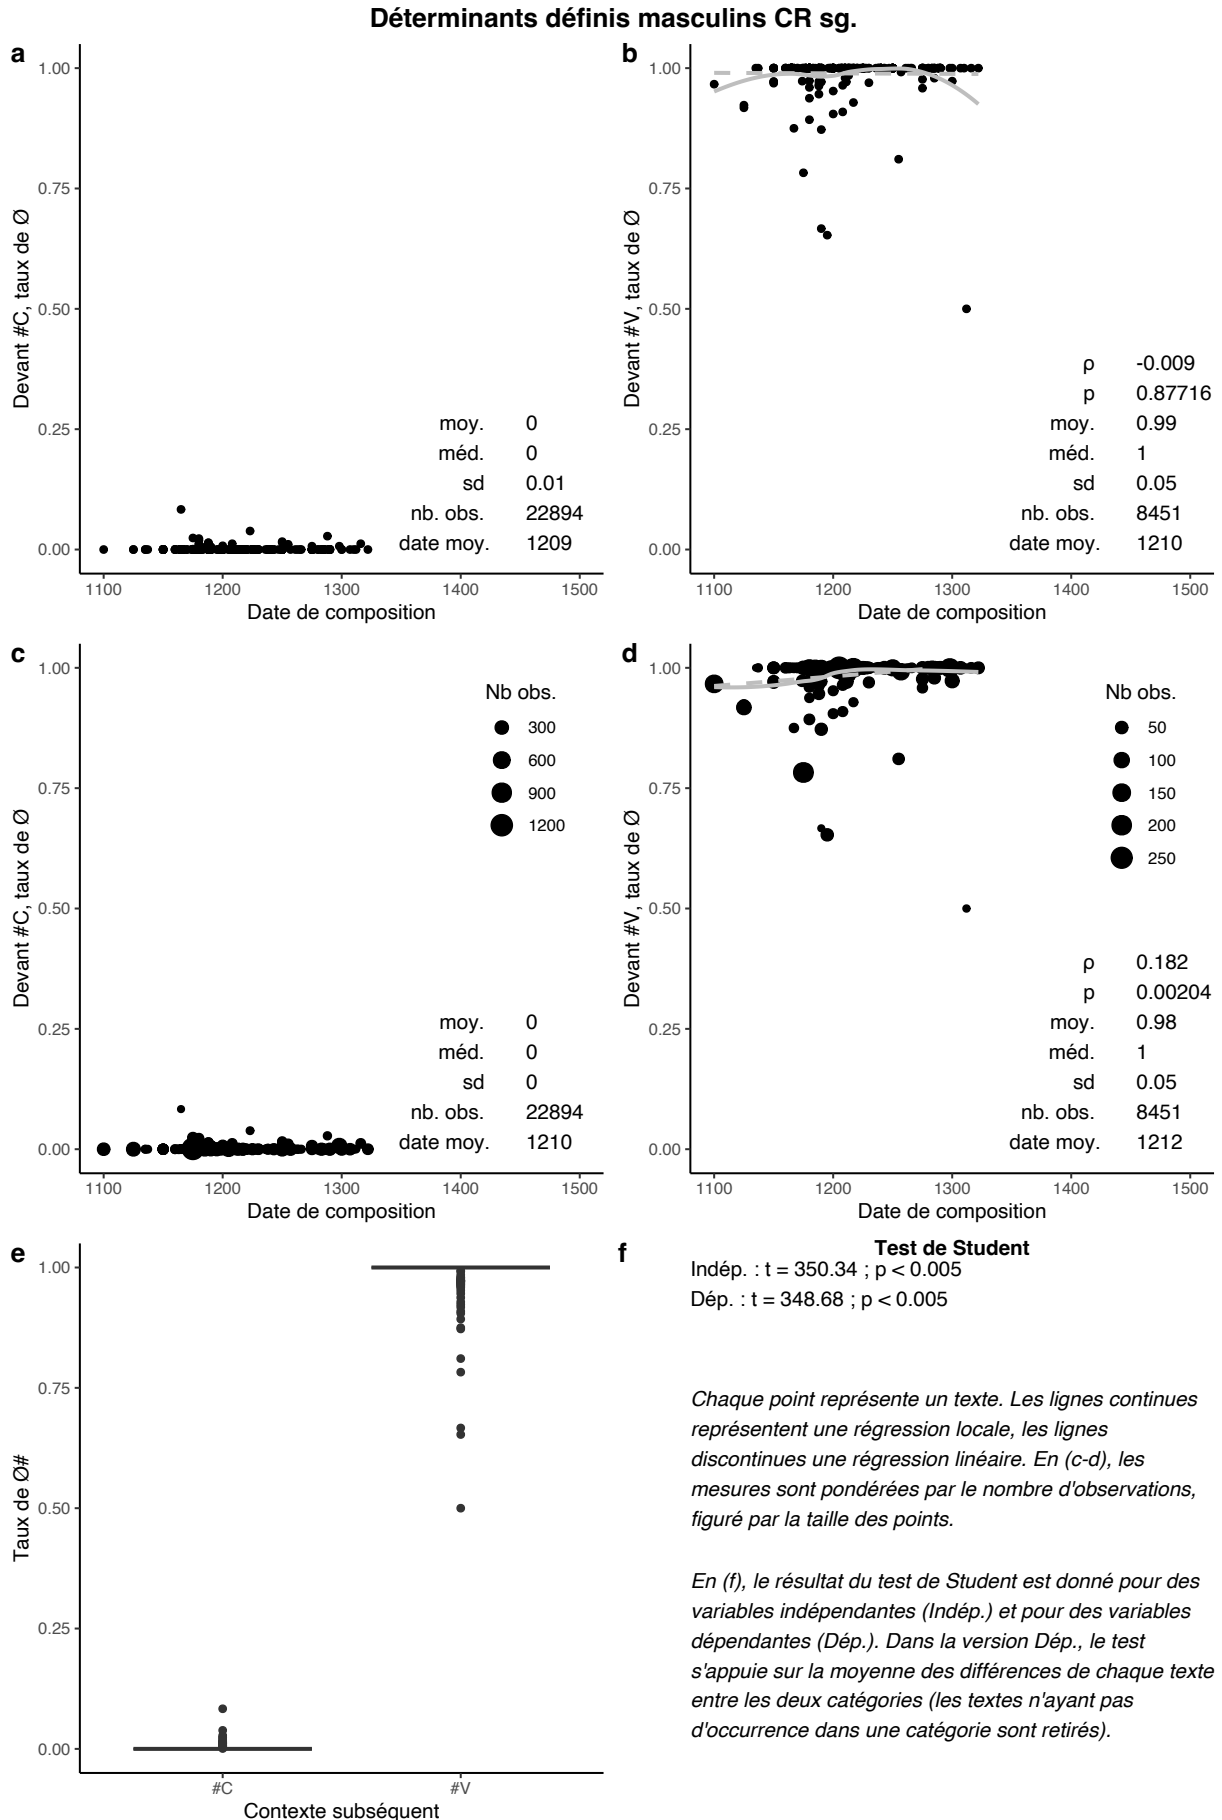 Déterminants définis masculins CR sg.
a
1.00
0.75
0.50
0.25
0.00
Devant #C, taux de Ø
moy. 0
méd. 0
sd 0.01
nb. obs. 22894
date moy. 1209
1100 1200 1300 1400 1500
Date de composition
b
1.00
0.75
0.50
0.25
0.00
Devant #V, taux de Ø
ρ -0.009
p 0.87716
moy. 0.99
méd. 1
sd 0.05
nb. obs. 8451
date moy. 1210
1100 1200 1300 1400 1500
Date de composition
c
1.00
0.75
0.50
0.25
0.00
Devant #C, taux de Ø
Nb obs.
300
600
900
1200
moy. 0
méd. 0
sd 0
nb. obs. 22894
date moy. 1210
1100 1200 1300 1400 1500
Date de composition
d
1.00
0.75
0.50
0.25
0.00
Devant #V, taux de Ø
Nb obs.
50
100
150
200
250
ρ 0.182
p 0.00204
moy. 0.98
méd. 1
sd 0.05
nb. obs. 8451
date moy. 1212
1100 1200 1300 1400 1500
Date de composition
e
1.00
0.75
0.50
0.25
0.00
Taux de Ø#
#C #V
Contexte subséquent
f
Test de Student
Indép. : t = 350.34 ; p < 0.005
Dép. : t = 348.68 ; p < 0.005
Chaque point représente un texte. Les lignes continues
représentent une régression locale, les lignes
discontinues une régression linéaire. En (c-d), les
mesures sont pondérées par le nombre d'observations,
figuré par la taille des points.
En (f), le résultat du test de Student est donné pour des
variables indépendantes (Indép.) et pour des variables
dépendantes (Dép.). Dans la version Dép., le test
s'appuie sur la moyenne des différences de chaque texte
entre les deux catégories (les textes n'ayant pas
d'occurrence dans une catégorie sont retirés).